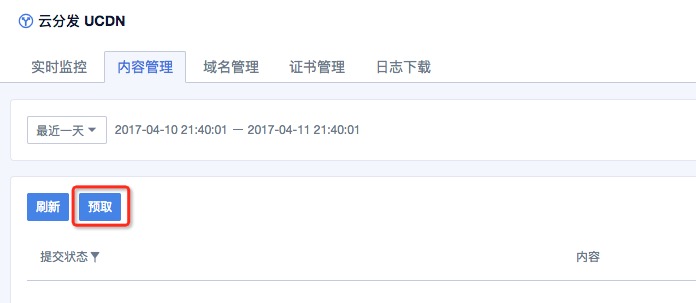 云分发 UCDN
实时监控 内容管理 域名管理 证书管理 日志下载
最近一天 2017-04-10 21:40:01 一 2017-04-11 21:40:01
刷新 预取
提交状态 内容